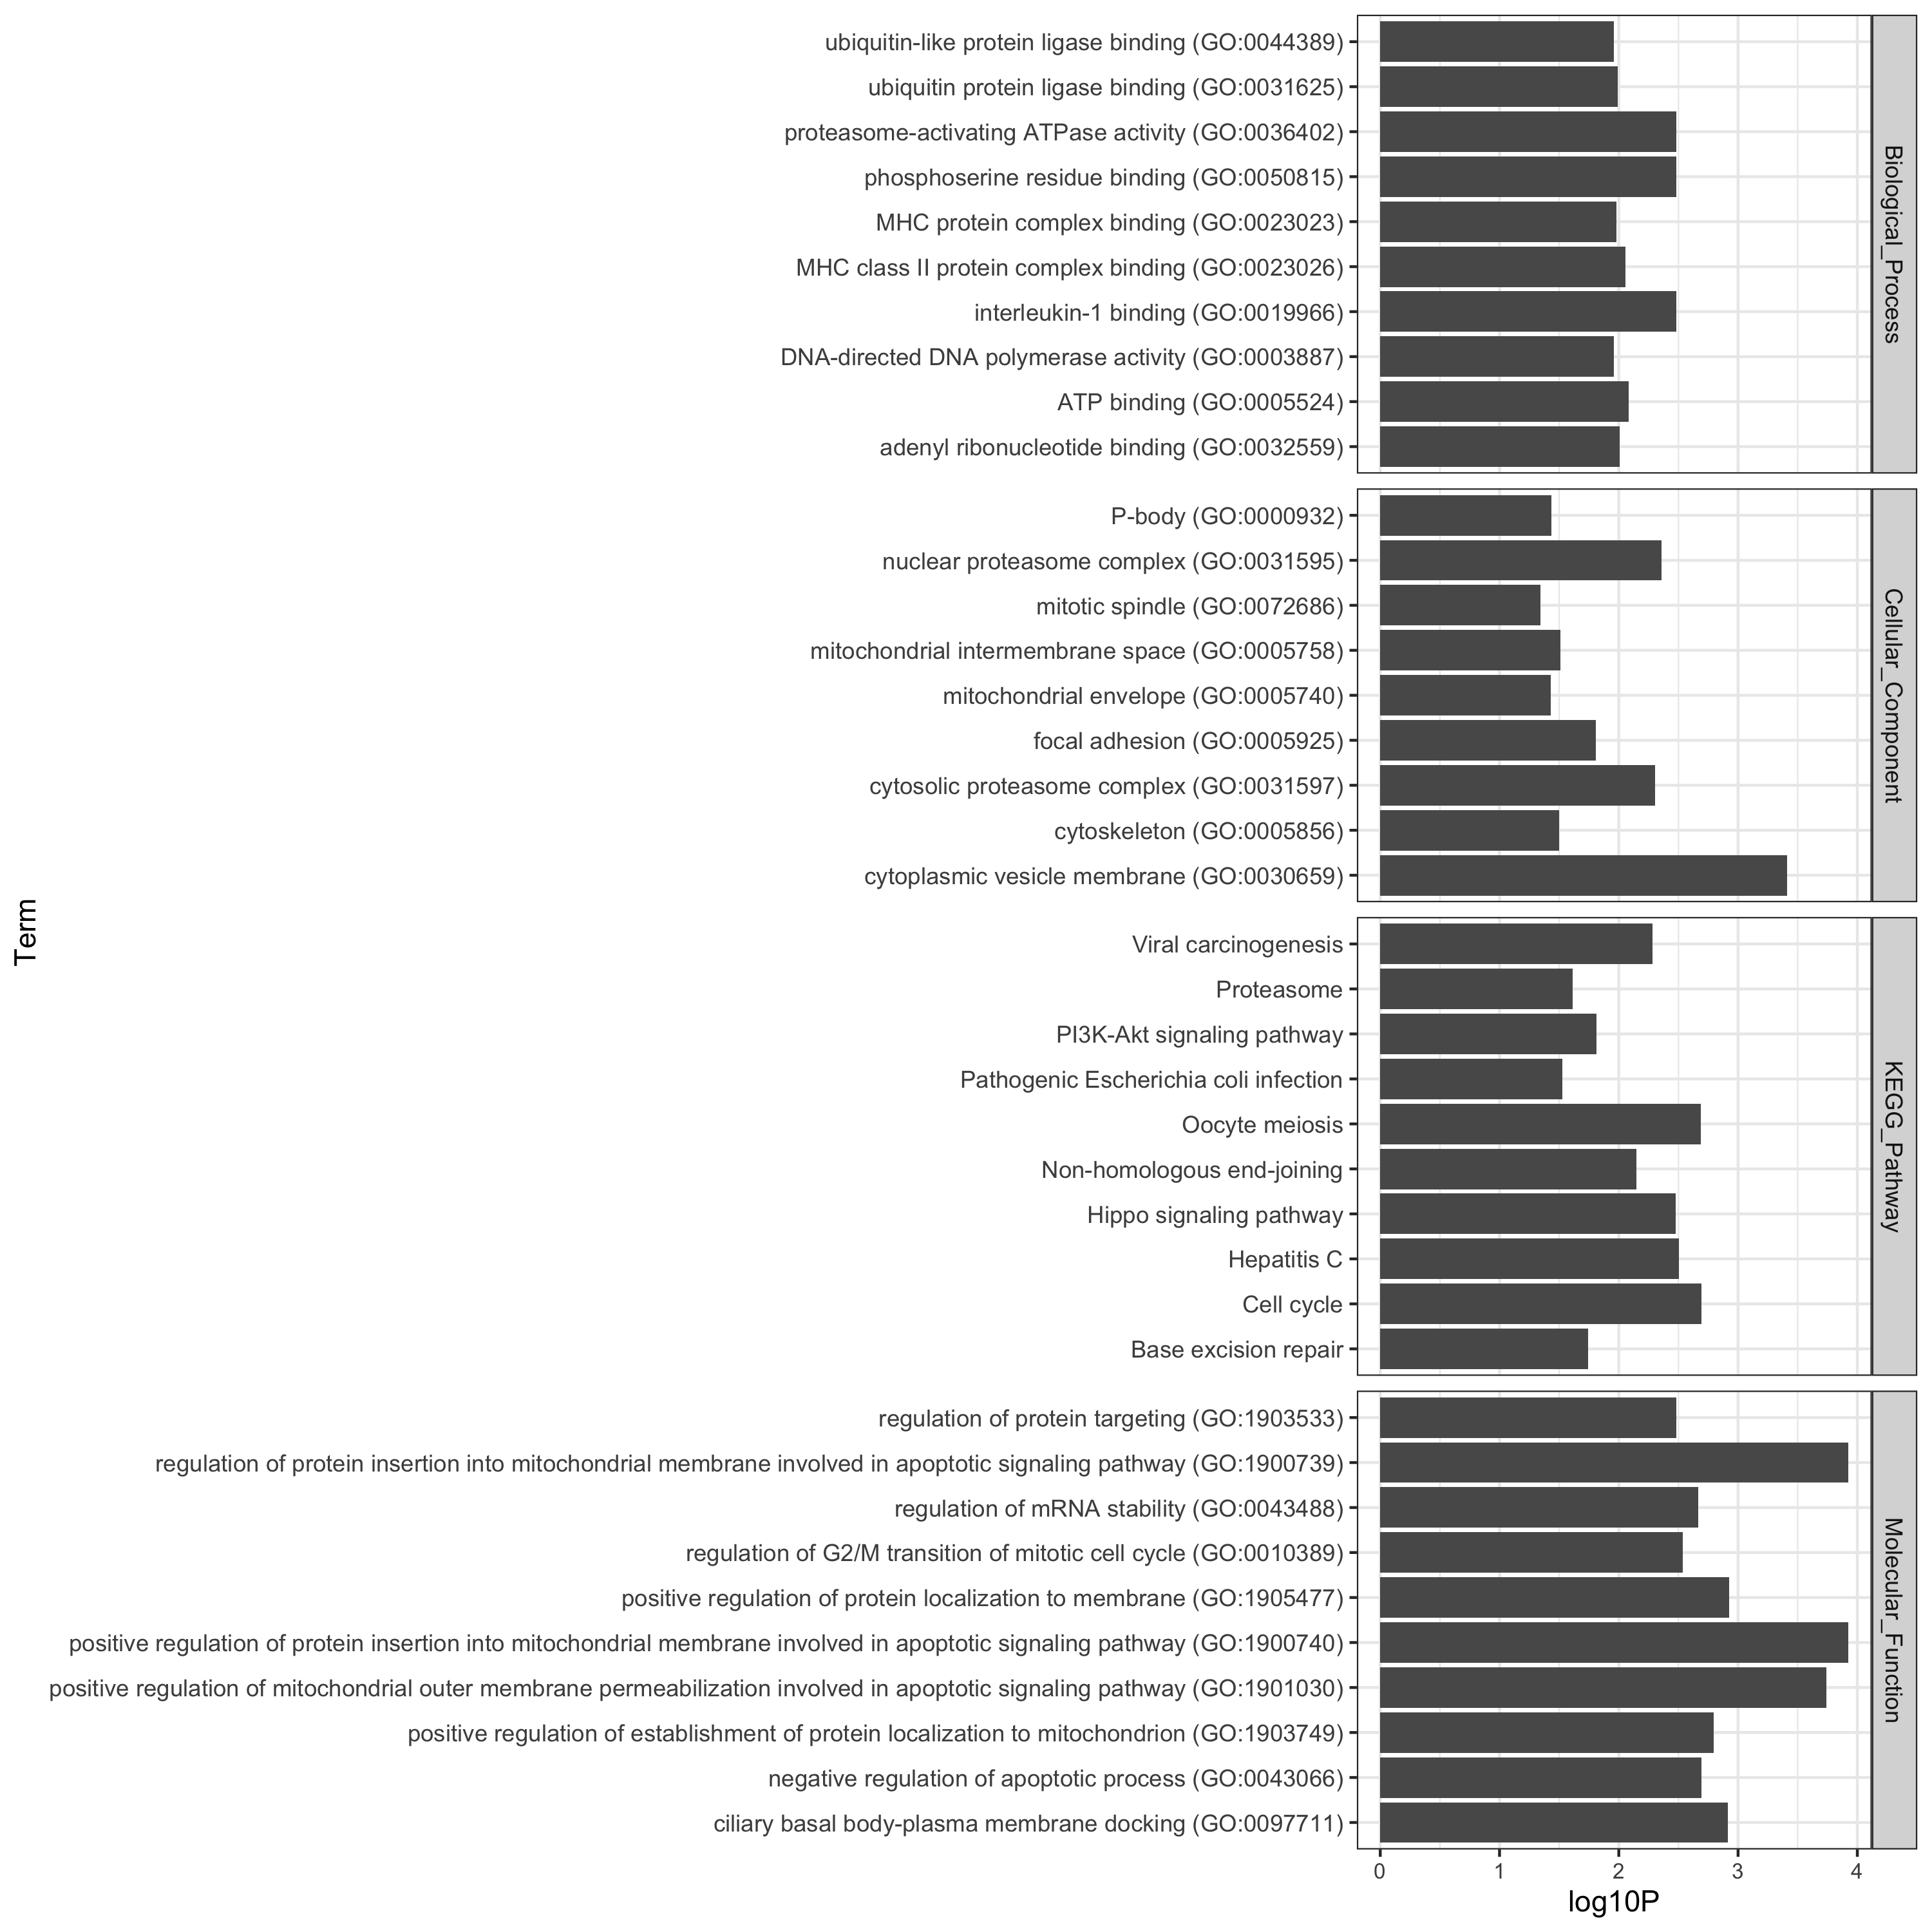 ubiquitin-like protein ligase binding (GO:0044389)
ubiquitin protein ligase binding (GO:0031625)
proteasome-activating ATPase activity (GO:0036402)
phosphoserine residue binding (GO:0050815)
MHC protein complex binding (GO:0023023)
MHC class II protein complex binding (GO:0023026)
interleukin-1 binding (GO:0019966)
DNA-directed DNA polymerase activity (GO:0003887)
ATP binding (GO:0005524)
adenyl ribonucleotide binding (GO:0032559)
Biological_Process
P-body (GO:0000932)
nuclear proteasome complex (GO:0031595)
mitotic spindle (GO:0072686)
mitochondrial intermembrane space (GO:0005758)
mitochondrial envelope (GO:0005740)
focal adhesion (GO:0005925)
cytosolic proteasome complex (GO:0031597)
cytoskeleton (GO:0005856)
cytoplasmic vesicle membrane (GO:0030659)
Cellular_Component
Term
Viral carcinogenesis
Proteasome
PI3K-Akt signaling pathway
Pathogenic Escherichia coli infection
Oocyte meiosis
Non-homologous end-joining
Hippo signaling pathway
Hepatitis C
Cell cycle
Base excision repair
KEGG_Pathway
regulation of protein targeting (GO:1903533)
regulation of protein insertion into mitochondrial membrane involved in apoptotic signaling pathway (GO:1900739)
regulation of mRNA stability (GO:0043488)
regulation of G2/M transition of mitotic cell cycle (GO:0010389)
positive regulation of protein localization to membrane (GO:1905477)
positive regulation of protein insertion into mitochondrial membrane involved in apoptotic signaling pathway (GO:1900740)
positive regulation of mitochondrial outer membrane permeabilization involved in apoptotic signaling pathway (GO:1901030)
positive regulation of establishment of protein localization to mitochondrion (GO:1903749)
negative regulation of apoptotic process (GO:0043066)
ciliary basal body-plasma membrane docking (GO:0097711)
Molecular_Function
0 1 2 3 4
log10P